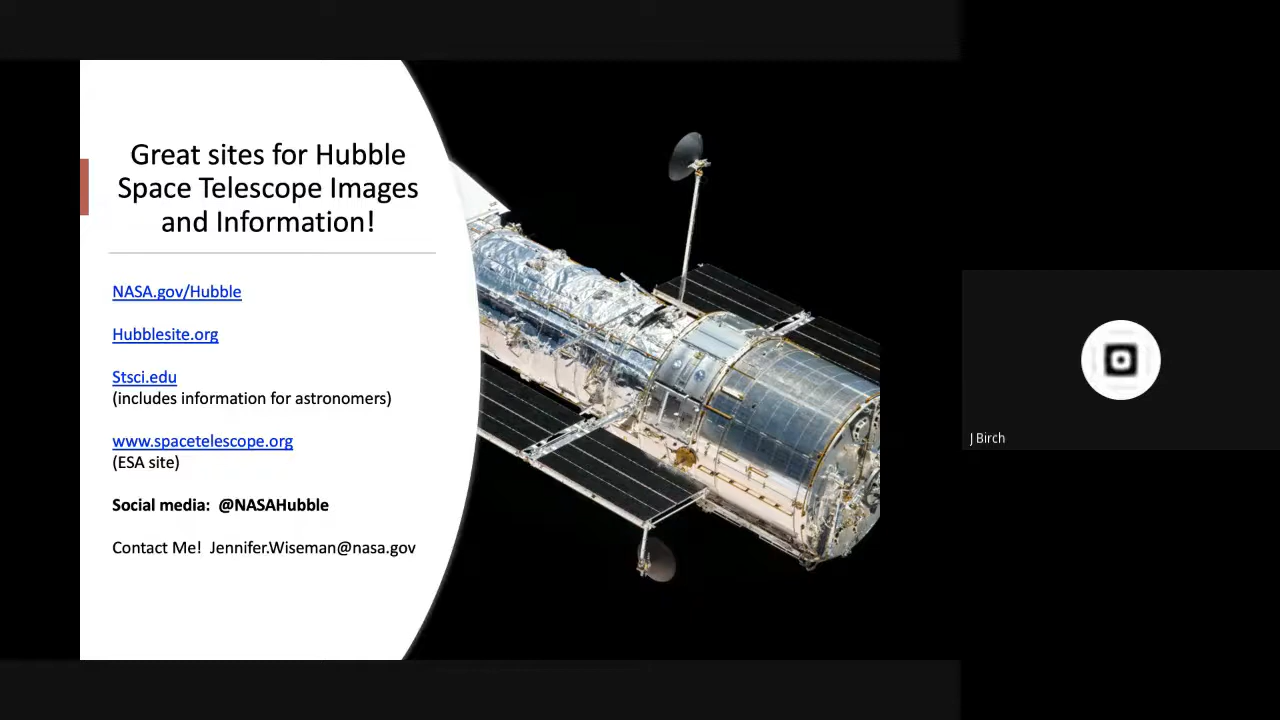 Great sites for Hubble
Space Telescope Images
and Information!
NASA.gov/Hubble
Hubblesite.org
Stsci.edu
(includes information for astronomers)
www.spacetelescope.org
(ESA site)
Social media:  @NASAHubble
Contact Me!  Jennifer.Wiseman@nasa.gov
J Birch